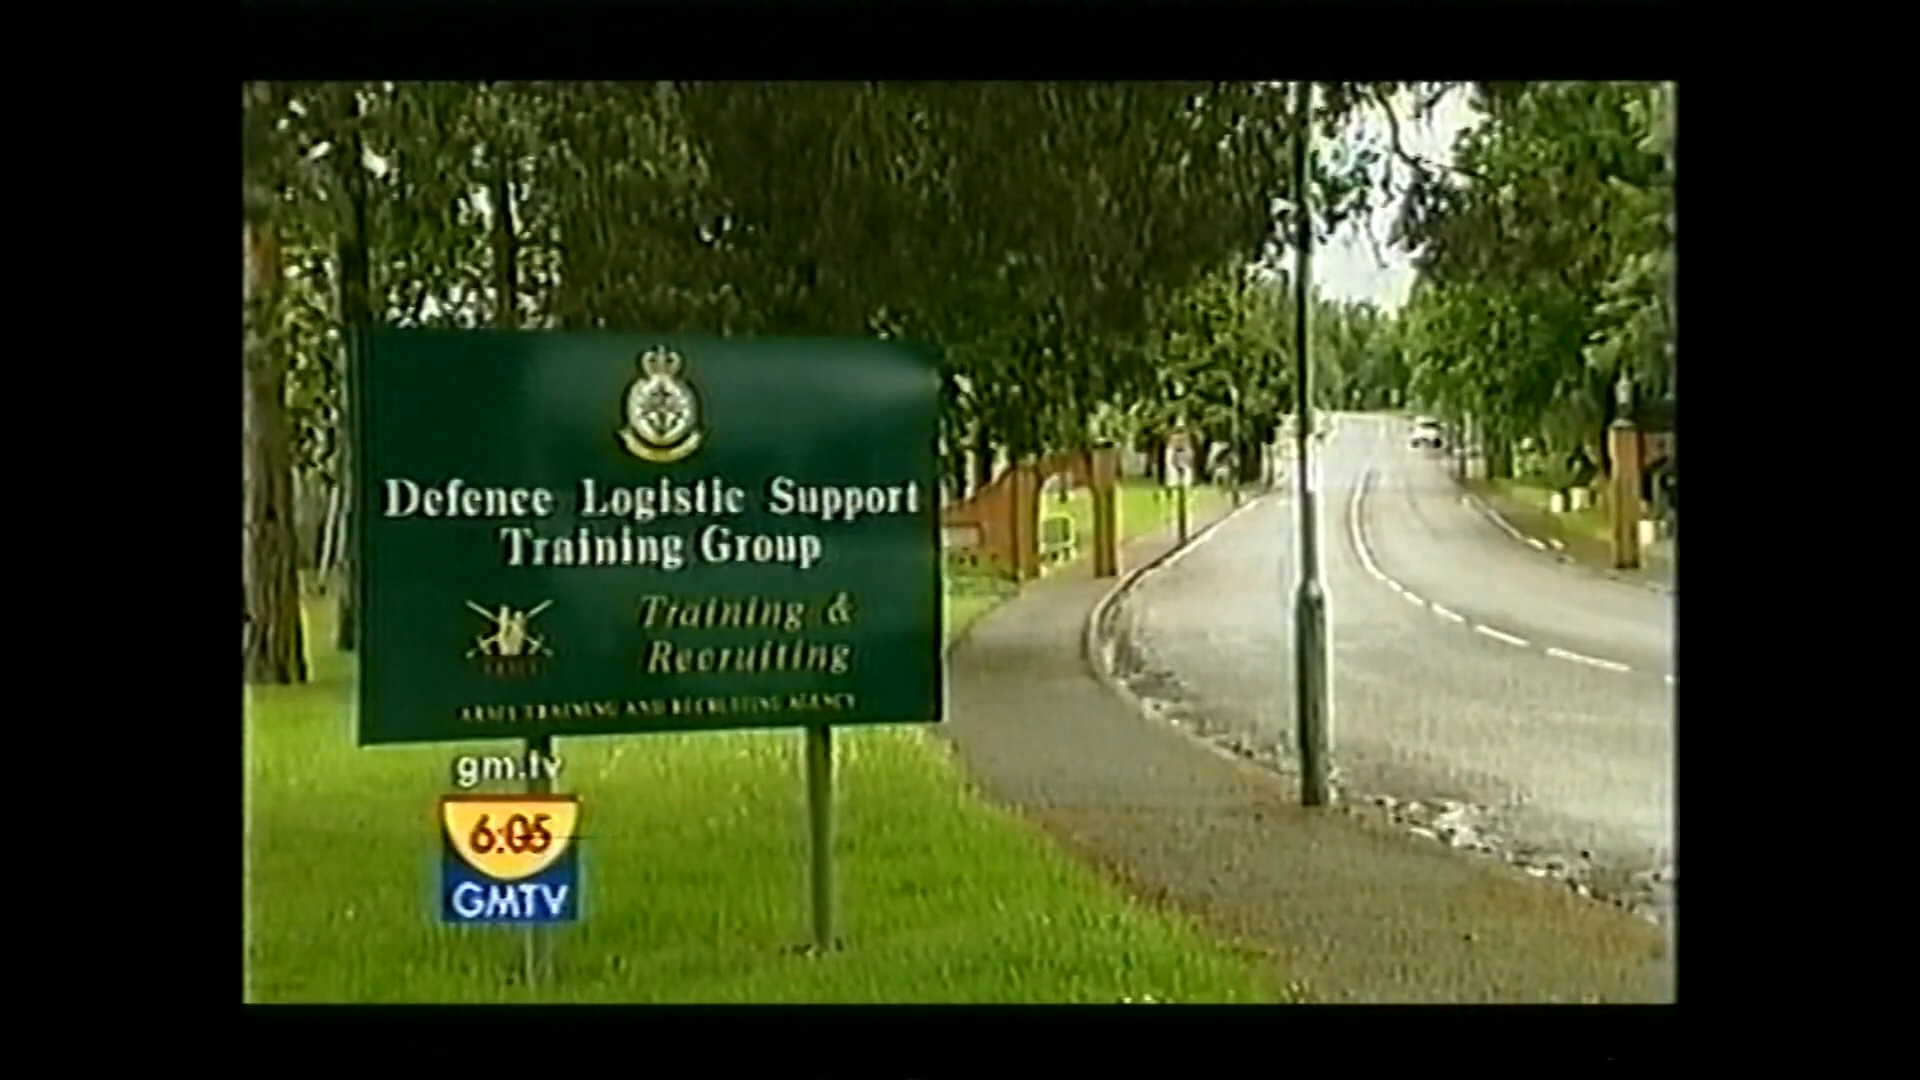 Defence Logistic Support
Training Group
Training &
Recruiting
ARMY TRAINING AND RECRUITING AGENCY
gm.tv
6:05
GMTV